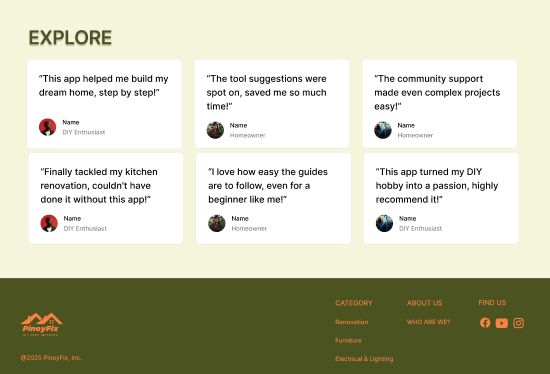 EXPLORE
“This app helped me build my
dream home, step by step!”
Name
DIY Enthusiast
“The tool suggestions were
spot on, saved me so much
time!”
Name
Homeowner
“The community support
made even complex projects
easy!”
Name
Homeowner
“Finally tackled my kitchen
renovation, couldn't have
done it without this app!”
Name
DIY Enthusiast
“I love how easy the guides
are to follow, even for a
beginner like me!”
Name
Homeowner
“This app turned my DIY
hobby into a passion, highly
recommend it!"
Name
DIY Enthusiast
PinoyFix
@2025 PinoyFix, Inc.
CATEGORY
Renovation
Furniture
Electrical & Lighting
ABOUT US
WHO ARE WE?
FIND US